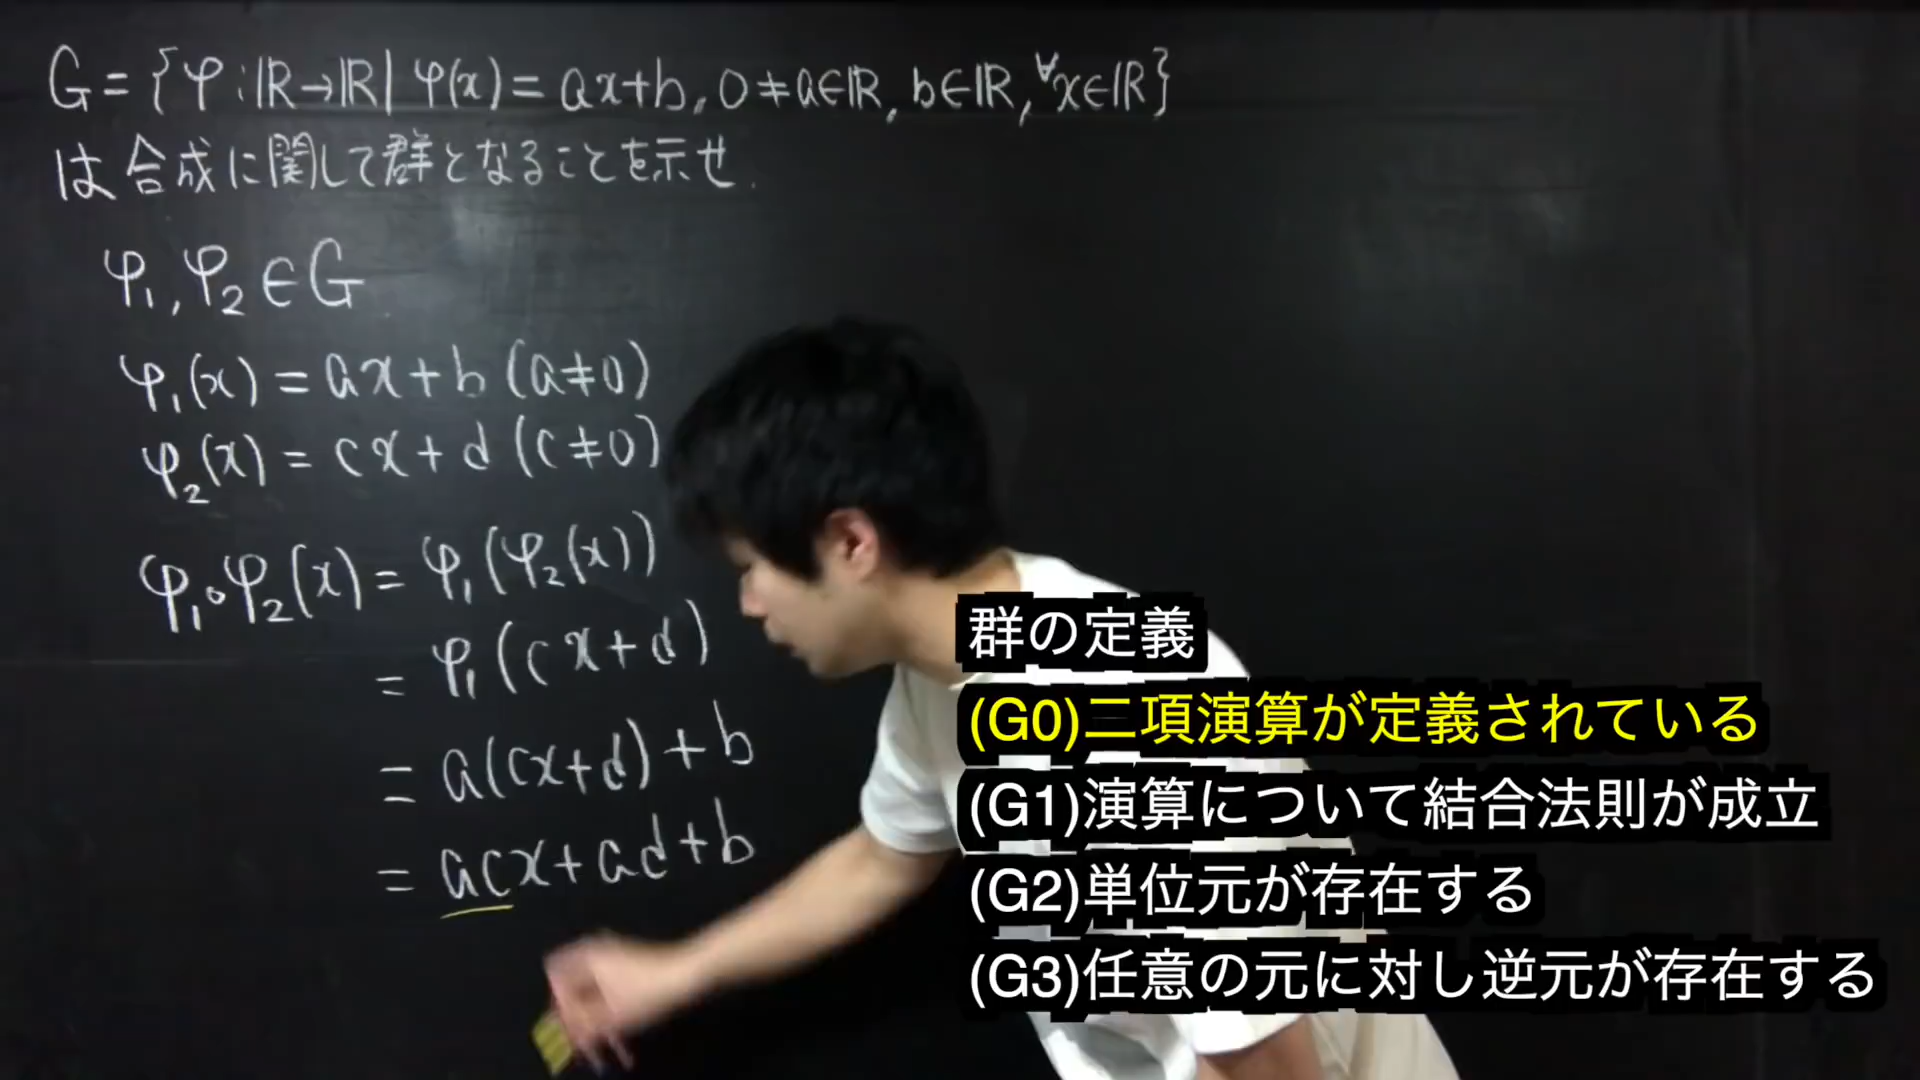 G={φ:ℝ→ℝ|φ(x)=ax+b, 0≠a∈ℝ, b∈ℝ, ∀x∈ℝ}
は合成に関して群となることを示せ.
φ₁, φ₂∈G
φ₁(x)=ax+b(a≠0)
φ₂(x)=cx+d(c≠0)
φ₁∘φ₂(x)=φ₁(φ₂(x))
=φ₁(cx+d)
=a(cx+d)+b
=acx+ad+b
群の定義
(G0)二項演算が定義されている
(G1)演算について結合法則が成立
(G2)単位元が存在する
(G3)任意の元に対し逆元が存在する